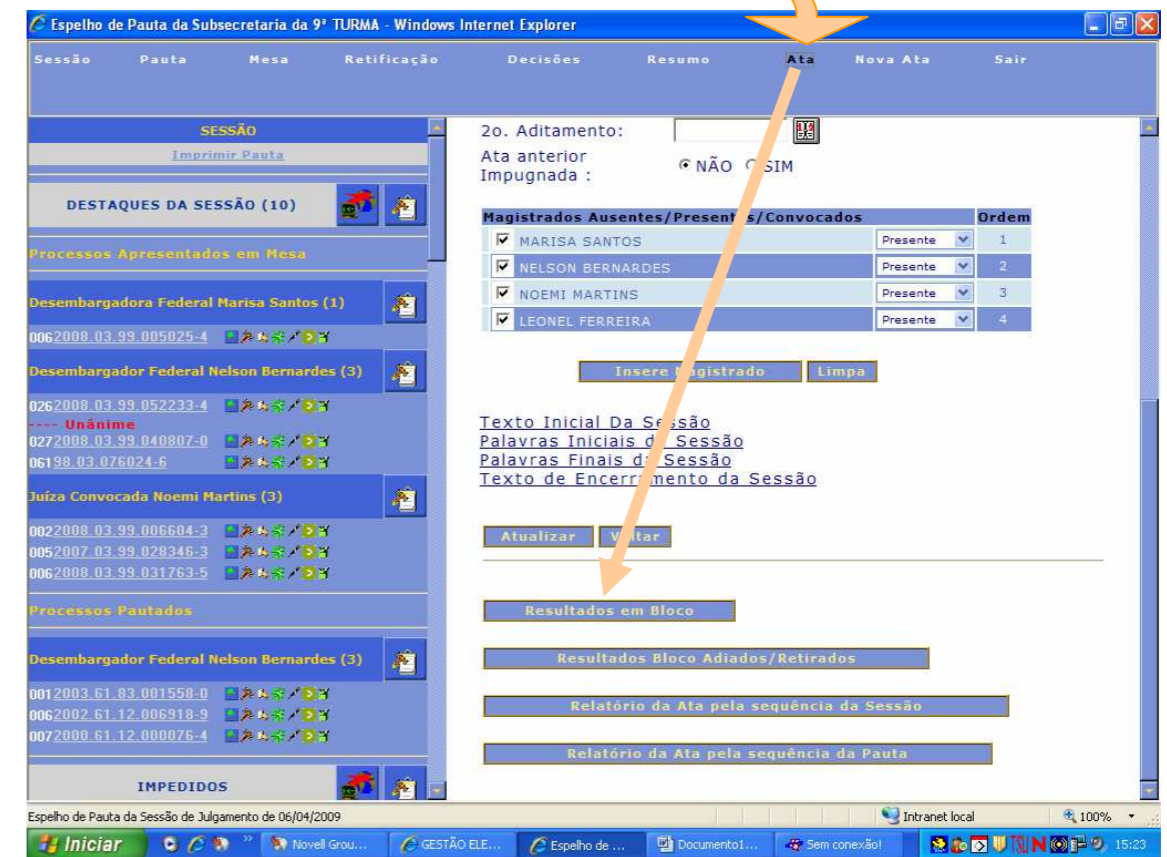 Espelho de Pauta da Subsecretaria da 9ª TURMA - Windows Internet Explorer
Sessão Pauta Mesa Retificação Decisões Resumo Ata Nova Ata Sair
SESSÃO
Imprimir Pauta
DESTAQUES DA SESSÃO (10)
Processos Apresentados em Mesa
Desembargadora Federal Marisa Santos (1)
0062008.03.99.005025-4
Desembargador Federal Nelson Bernardes (3)
0262008.03.99.052233-4
---- Unânime
0272008.03.99.040807-0
06198.03.076024-6
Juíza Convocada Noemi Martins (3)
0022008.03.99.006604-3
0052007.03.99.028346-3
0062008.03.99.031763-5
Processos Pautados
Desembargador Federal Nelson Bernardes (3)
0012003.61.83.001558-0
0062002.61.12.006918-9
0072000.61.12.000076-4
IMPEDIDOS
2o. Aditamento:
Ata anterior
Impugnada : NÃO SIM
Magistrados Ausentes/Presentes/Convocados Ordem
MARISA SANTOS Presente 1
NELSON BERNARDES Presente 2
NOEMI MARTINS Presente 3
LEONEL FERREIRA Presente 4
Insere Magistrado Limpa
Texto Inicial Da Sessão
Palavras Iniciais da Sessão
Palavras Finais da Sessão
Texto de Encerramento da Sessão
Atualizar Voltar
Resultados em Bloco
Resultados Bloco Adiados/Retirados
Relatório da Ata pela sequência da Sessão
Relatório da Ata pela sequência da Pauta
Espelho de Pauta da Sessão de Julgamento de 06/04/2009 Intranet local 100%
Iniciar » Novell Grou... GESTÃO ELE... Espelho de ... Documento1... Sem conexão! 15:23